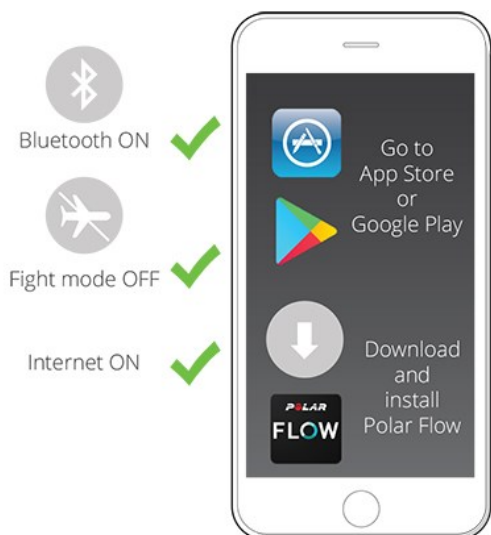 Bluetooth ON
Fight mode OFF
Internet ON
Go to
App Store
or
Google Play
Download
and
install
Polar Flow
POLAR
FLOW